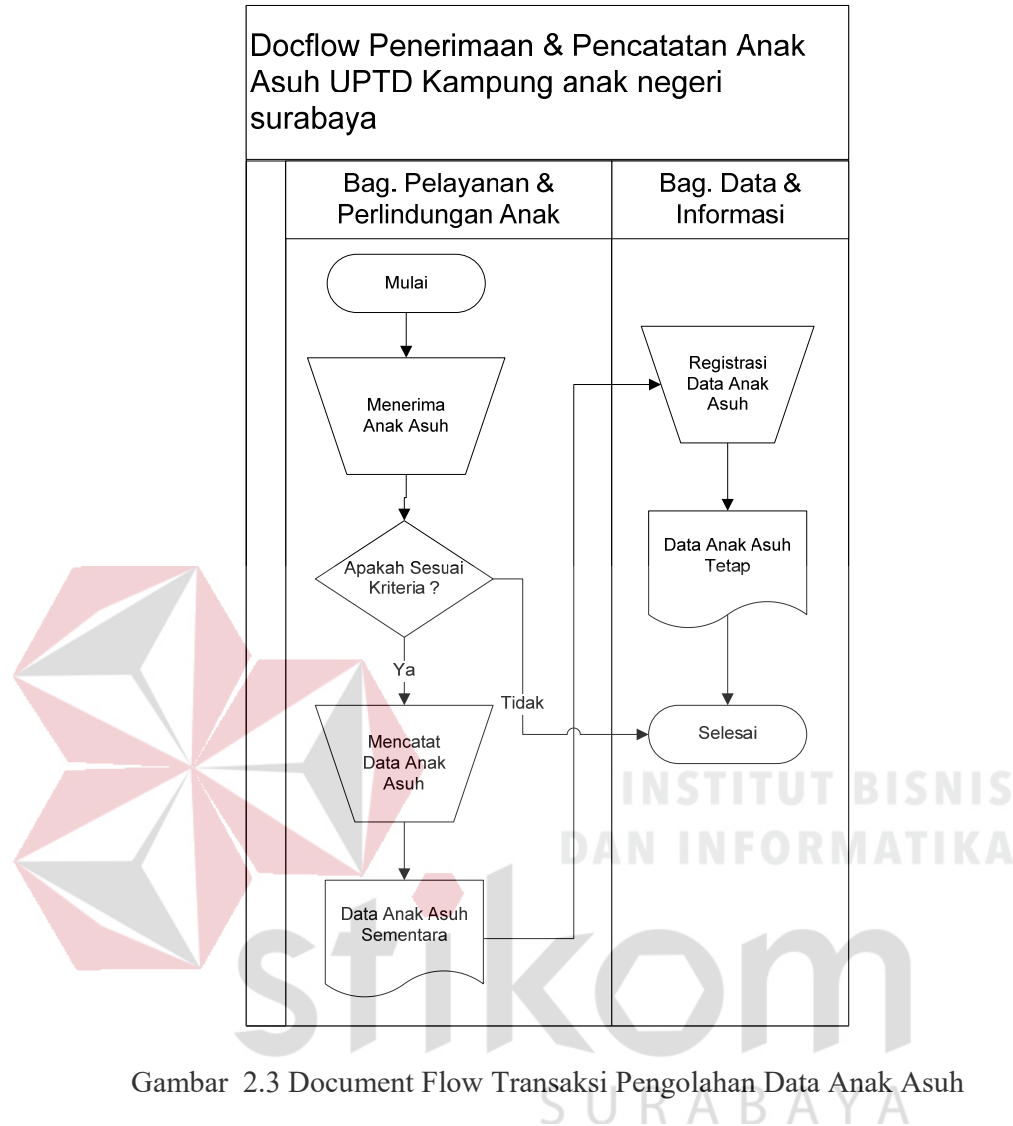 Docflow Penerimaan & Pencatatan Anak
Asuh UPTD Kampung anak negeri
surabaya
Bag. Pelayanan &
Perlindungan Anak
Bag. Data &
Informasi
Mulai
Menerima
Anak Asuh
Apakah Sesuai
Kriteria ?
Ya
Tidak
Mencatat
Data Anak
Asuh
Data Anak Asuh
Sementara
Registrasi
Data Anak
Asuh
Data Anak Asuh
Tetap
Selesai
INSTITUT BISNIS
DAN INFORMATIKA
stikom
SURABAYA
Gambar 2.3 Document Flow Transaksi Pengolahan Data Anak Asuh